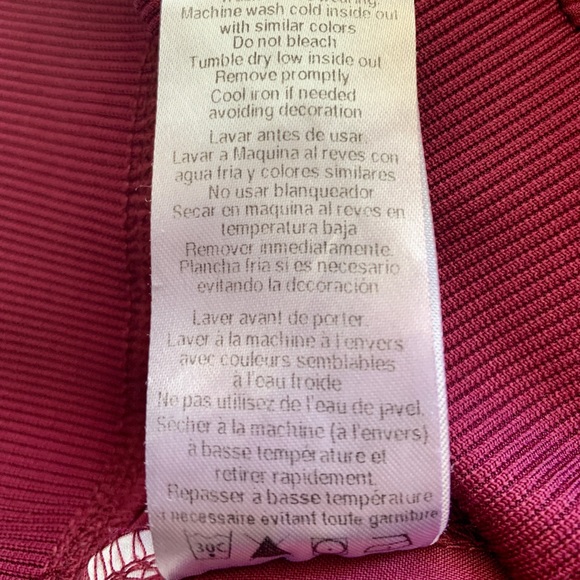 Machine wash cold inside out
with similar colors
Do not bleach
Tumble dry low inside out
Remove promptly
Cool iron if needed
avoiding decoration
Lavar antes de usar.
Lavar a Maquina al reves con
agua fria y colores similares
No usar blanqueador
Secar en maquina al reves en
temperatura baja
Remover inmediatamente.
Plancha fria si es necesario
evitando la decoración
Laver avant de porter.
Laver à la machine à l'envers
avec couleurs semblables
à l'eau froide
Ne pas utilisez de l'eau de javel.
Sécher à la machine (à l'envers)
à basse température et
retirer rapidement.
Repasser a basse température
necessaire evitant toute garniture
30C